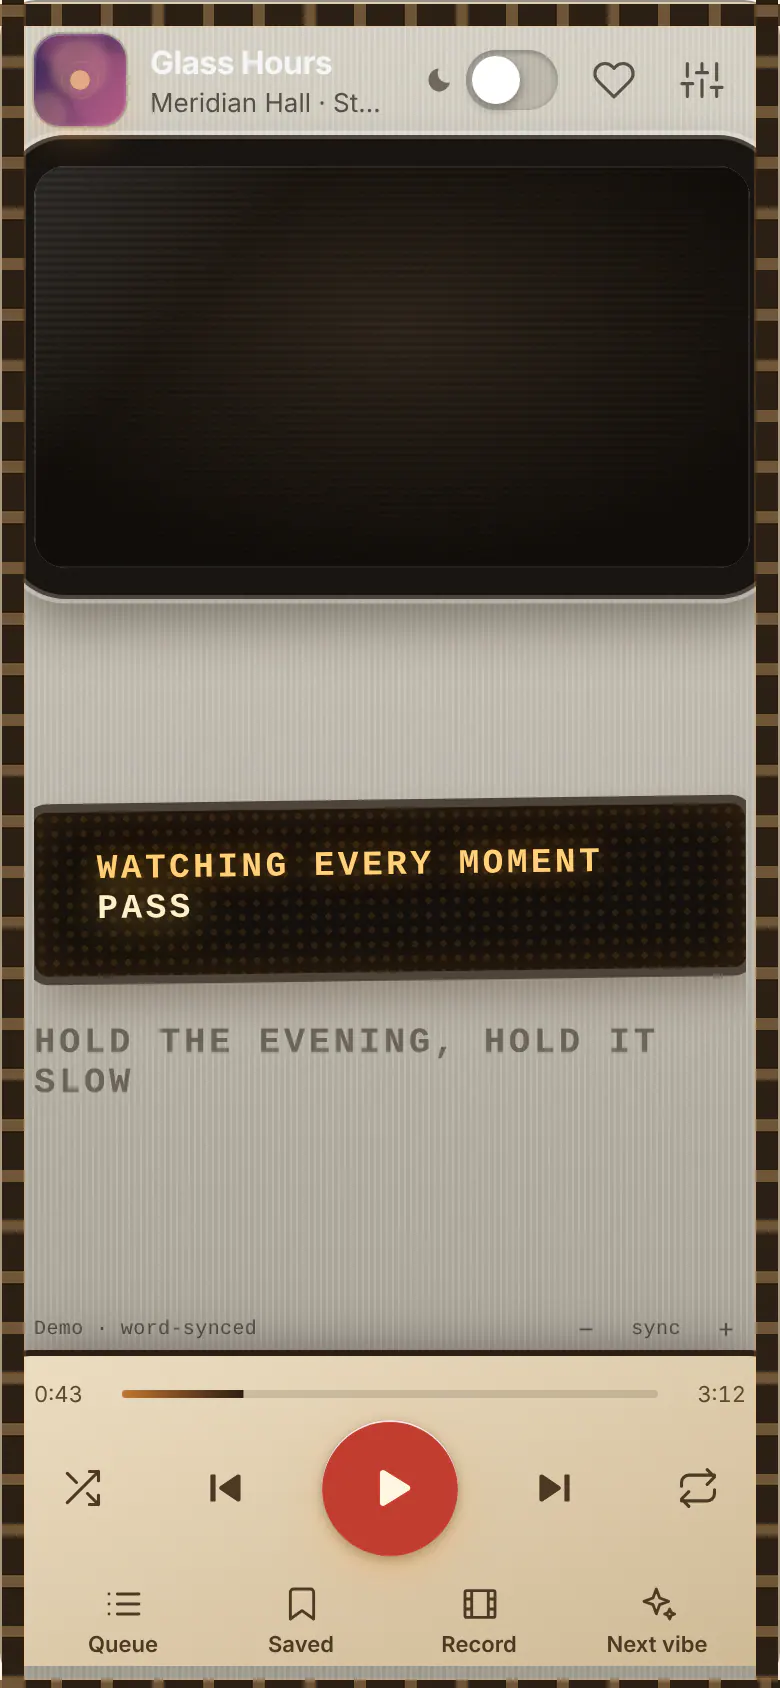 Glass Hours
Meridian Hall · St...
WATCHING EVERY MOMENT
PASS
HOLD THE EVENING, HOLD IT
SLOW
Demo · word-synced
− sync +
0:43
3:12
Queue
Saved
Record
Next vibe